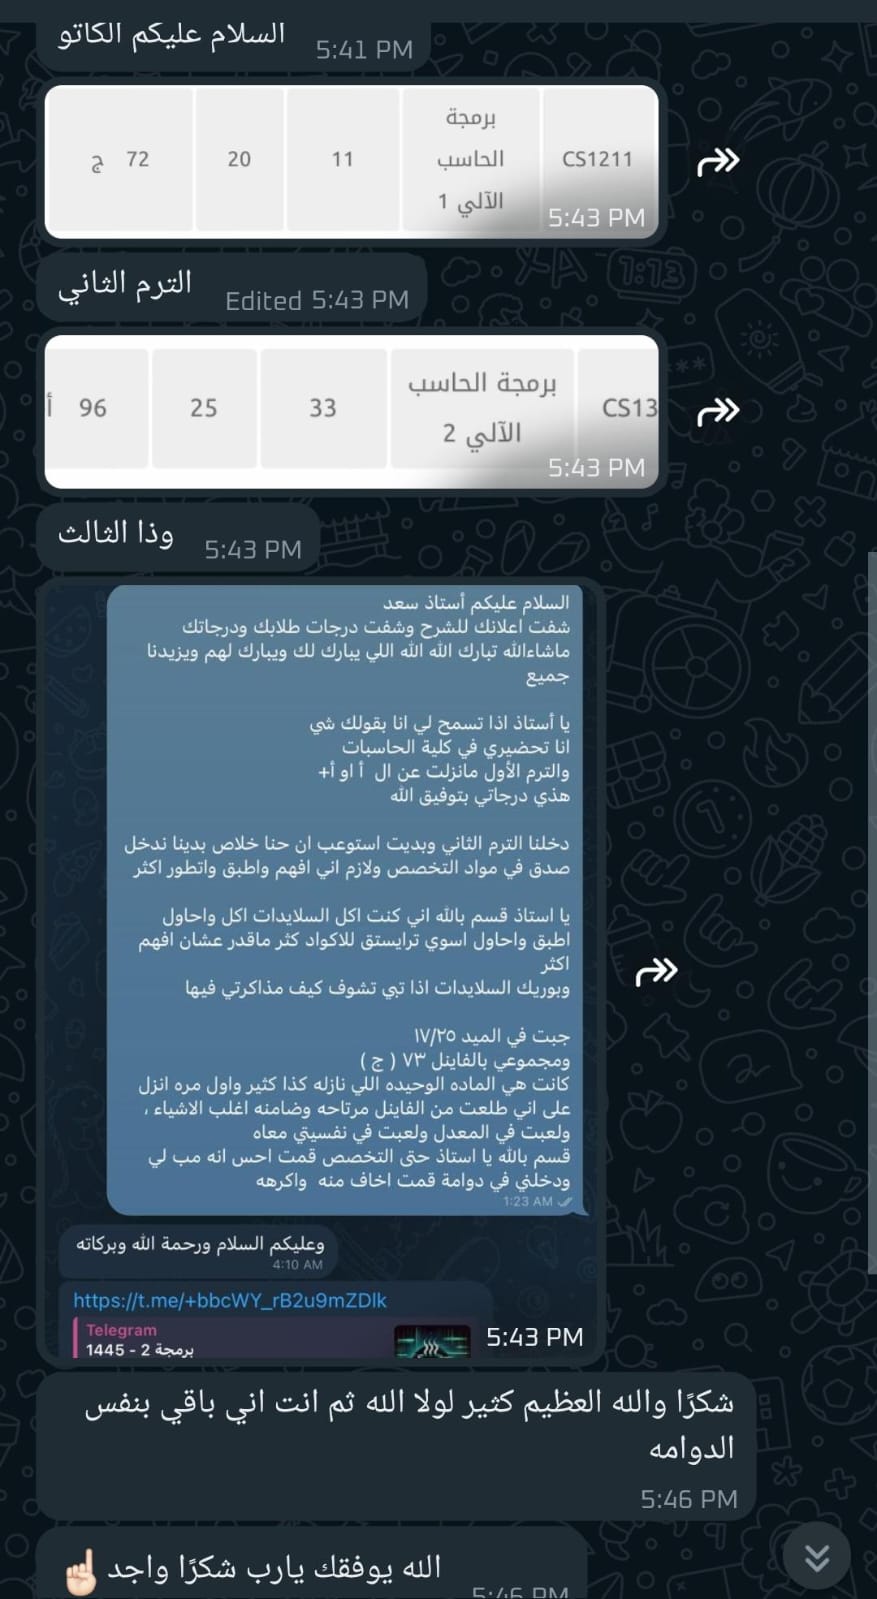 السلام عليكم الكاتو
5:41 PM
CS1211 برمجة الحاسب الآلي 1 11 20 72 ج
5:43 PM
الترم الثاني
Edited 5:43 PM
CS13 برمجة الحاسب الآلي 2 33 25 96 أ
5:43 PM
وذا الثالث
5:43 PM
السلام عليكم أستاذ سعد
شفت اعلانك للشرح وشفت درجات طلابك ودرجاتك
ماشاءالله تبارك الله الله اللي يبارك لك ويبارك لهم ويزيدنا
جميع
يا أستاذ اذا تسمح لي انا بقولك شي
انا تحضيري في كلية الحاسبات
والترم الأول مانزلت عن ال أ او أ+
هذي درجاتي بتوفيق الله
دخلنا الترم الثاني وبديت استوعب ان حنا خلاص بدينا ندخل
صدق في مواد التخصص ولازم اني افهم واطبق واتطور اكثر
يا استاذ قسم بالله اني كنت اكل السلايدات اكل واحاول
اطبق واحاول اسوي ترايستق للاكواد كثر ماقدر عشان افهم
اكثر
وبوريك السلايدات اذا تبي تشوف كيف مذاكرتي فيها
جبت في الميد ١٧/٢٥
ومجموعي بالفاينل ٧٣ ( ج )
كانت هي الماده الوحيده اللي نازله كذا كثير واول مره انزل
على اني طلعت من الفاينل مرتاحه وضامنه اغلب الاشياء ،
ولعبت في المعدل ولعبت في نفسيتي معاه
قسم بالله يا استاذ حتى التخصص قمت احس انه مب لي
ودخلني في دوامة قمت اخاف منه واكرهه
1:23 AM
وعليكم السلام ورحمة الله وبركاته
4:10 AM
https://t.me/+bbcWY_rB2u9mZDlk
Telegram
برمجة 2 - 1445
5:43 PM
شكرًا والله العظيم كثير لولا الله ثم انت اني باقي بنفس
الدوامه
5:46 PM
الله يوفقك يارب شكرًا واجد ☝🏻
5:46 PM